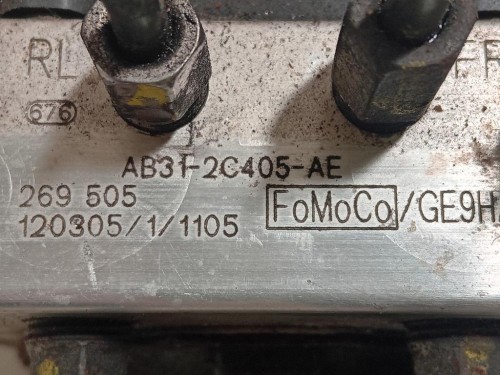 RL FR
676
AB31-2C405-AE
269 505 FoMoCo/GE9H
120305/1/1105